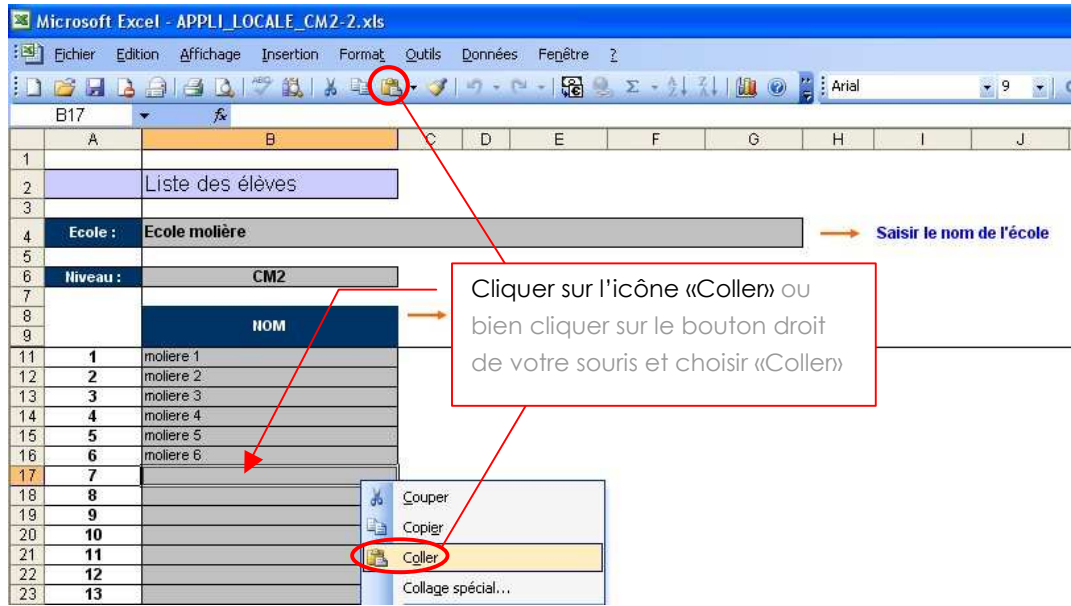 Microsoft Excel - APPLI_LOCALE_CM2-2.xls
Fichier Edition Affichage Insertion Format Outils Données Fenêtre ?
Arial 9
B17 fx
A B C D E F G H I J
1
2 Liste des élèves
3
4 Ecole : Ecole molière Saisir le nom de l'école
5
6 Niveau : CM2
7
8
NOM
9
Cliquer sur l'icône «Coller» ou
bien cliquer sur le bouton droit
de votre souris et choisir «Coller»
11 1 moliere 1
12 2 moliere 2
13 3 moliere 3
14 4 moliere 4
15 5 moliere 5
16 6 moliere 6
17 7
18 8
19 9
20 10
21 11
22 12
23 13
Couper
Copier
Coller
Collage spécial...